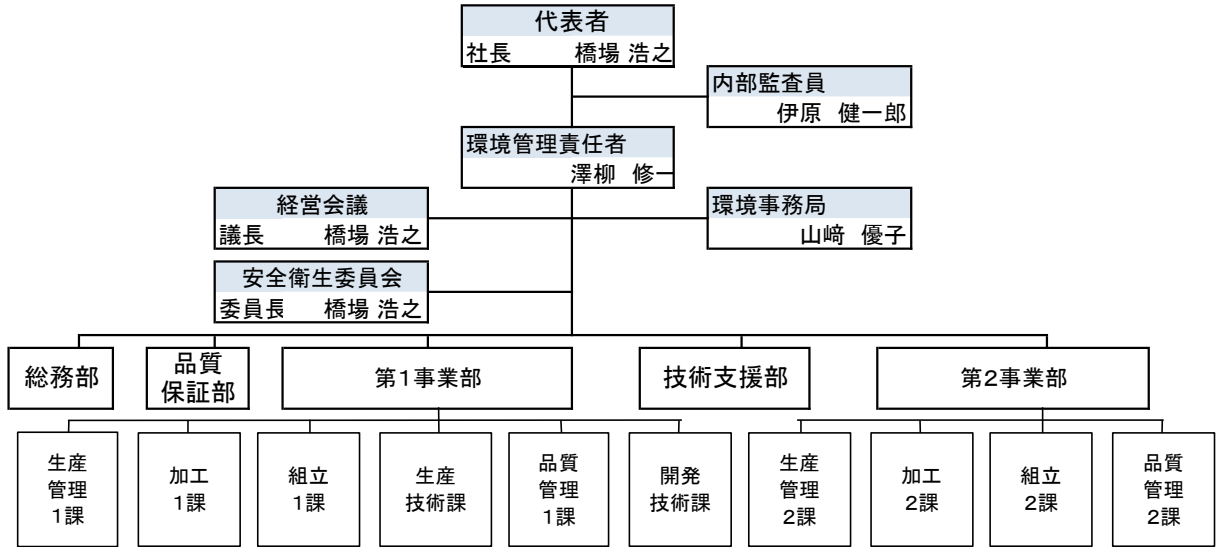 代表者
社長 橋場 浩之
内部監査員
伊原 健一郎
環境管理責任者
澤柳 修一
経営会議
議長 橋場 浩之
環境事務局
山﨑 優子
安全衛生委員会
委員長 橋場 浩之
総務部
品質
保証部
第1事業部
技術支援部
第2事業部
生産
管理
1課
加工
1課
組立
1課
生産
技術課
品質
管理
1課
開発
技術課
生産
管理
2課
加工
2課
組立
2課
品質
管理
2課